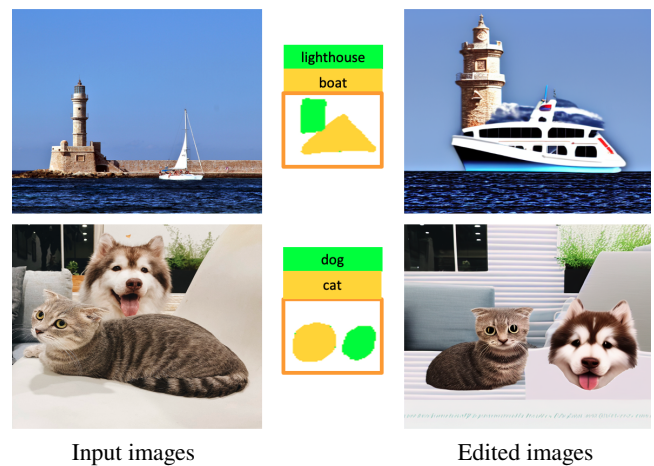 lighthouse
boat
dog
cat
Input images
Edited images